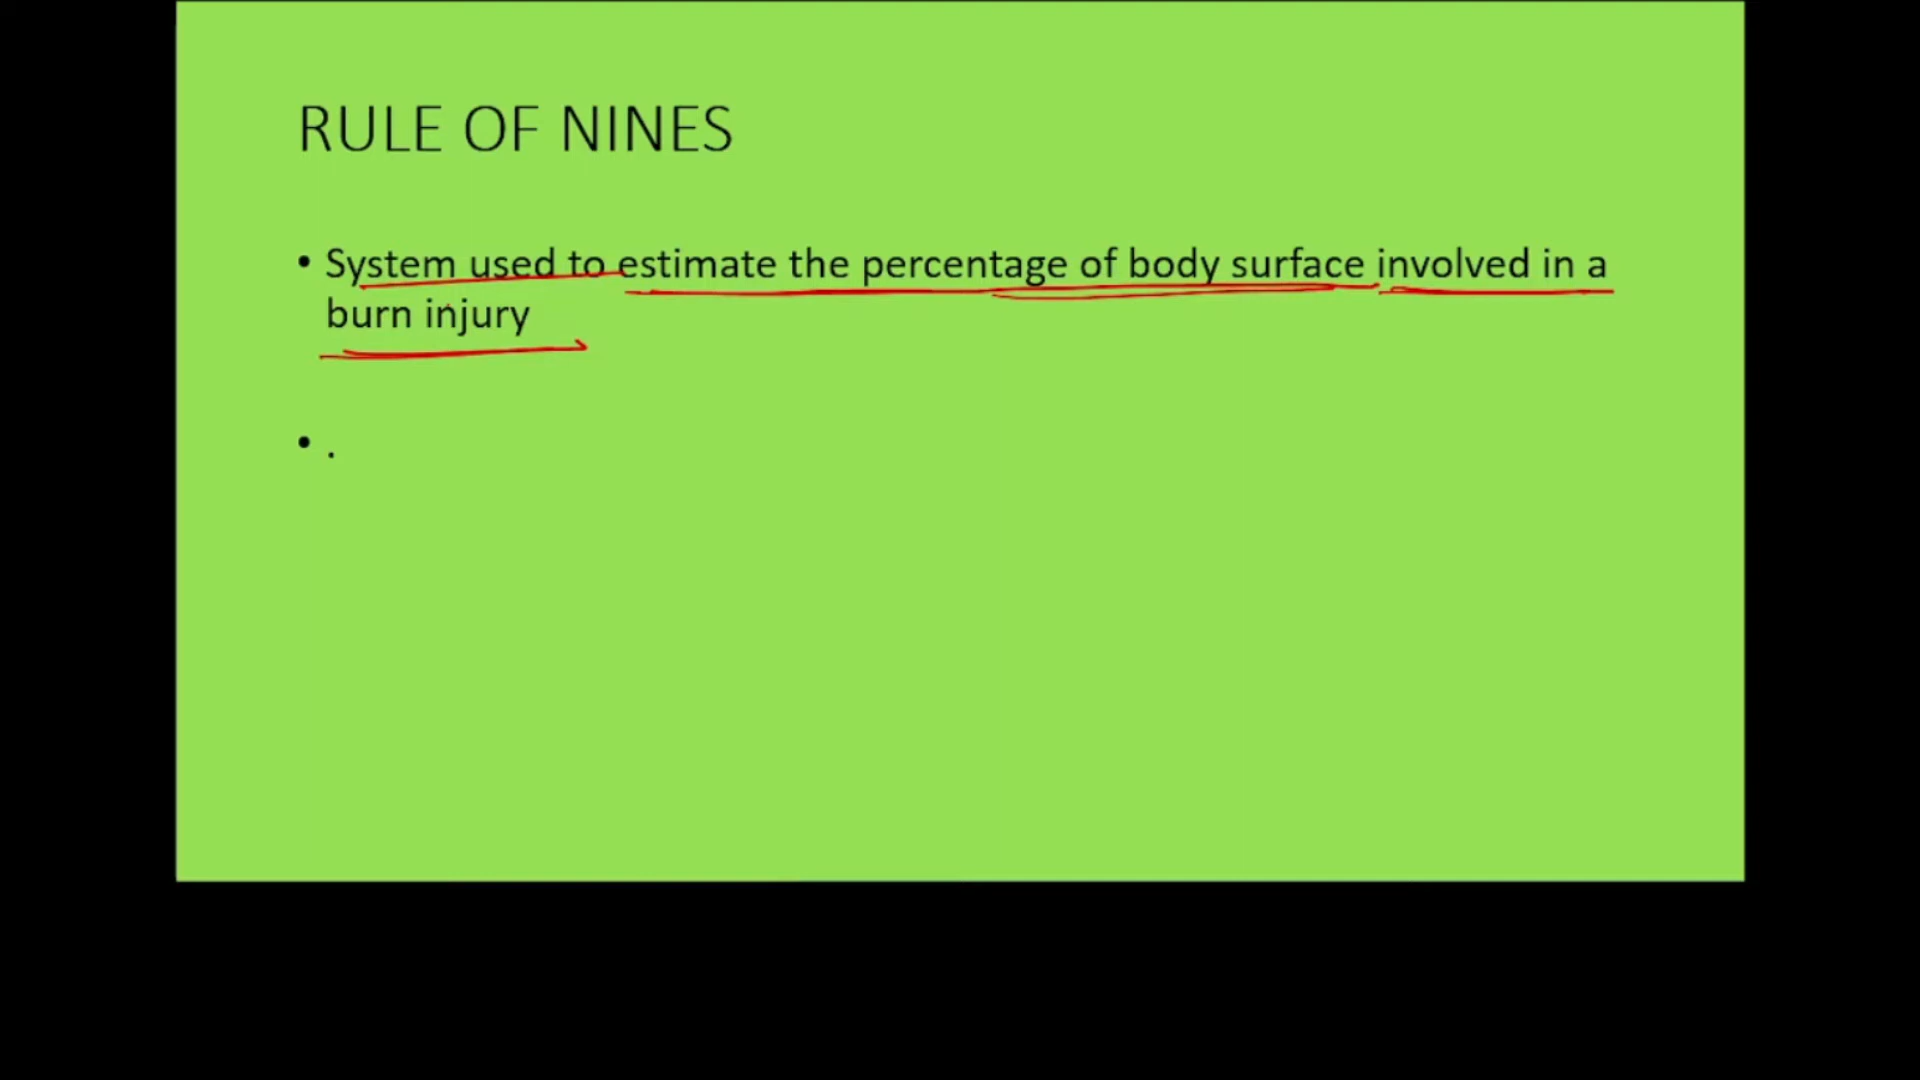 RULE OF NINES
• System used to estimate the percentage of body surface involved in a
burn injury
• .